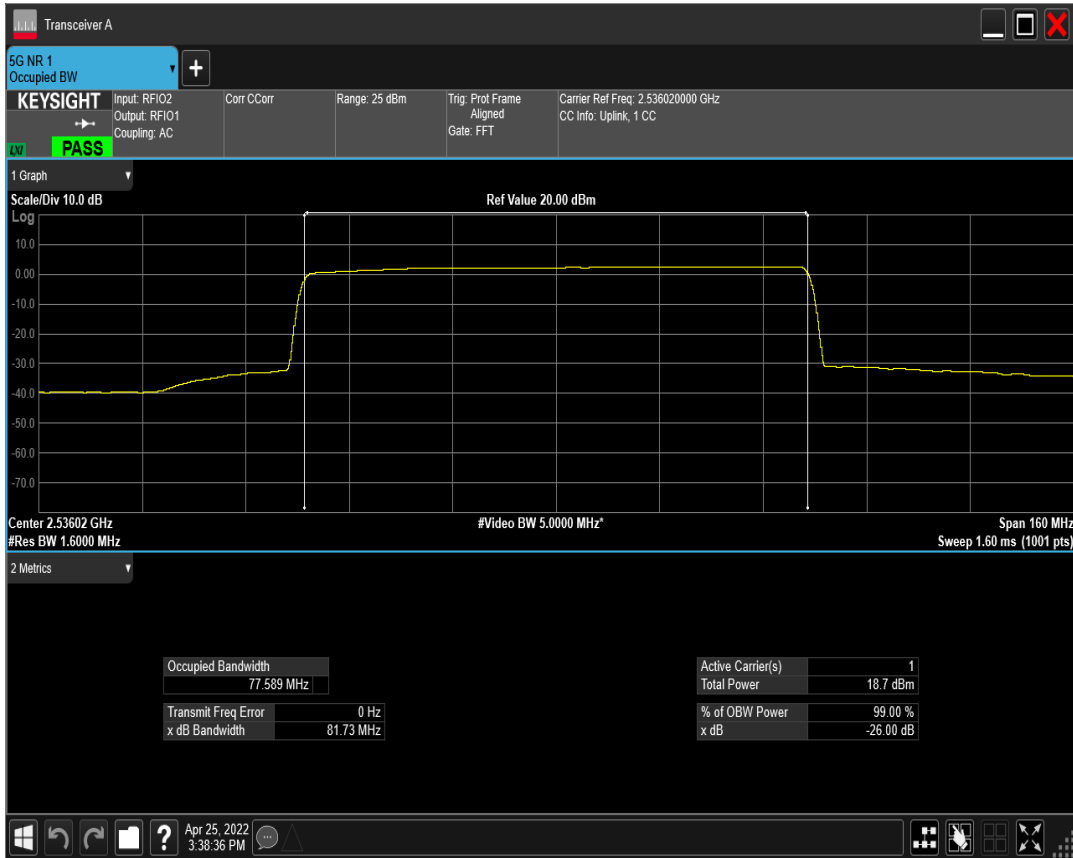 Transceiver A
5G NR 1
Occupied BW
KEYSIGHT
LXI
PASS
Input: RFIO2
Output: RFIO1
Coupling: AC
Corr CCorr
Range: 25 dBm
Trig: Prot Frame
Aligned
Gate: FFT
Carrier Ref Freq: 2.536020000 GHz
CC Info: Uplink, 1 CC
1 Graph
Scale/Div 10.0 dB
Ref Value 20.00 dBm
Log
10.0
0.00
-10.0
-20.0
-30.0
-40.0
-50.0
-60.0
-70.0
Center 2.53602 GHz
#Video BW 5.0000 MHz*
Span 160 MHz
#Res BW 1.6000 MHz
Sweep 1.60 ms (1001 pts)
2 Metrics
Occupied Bandwidth
77.589 MHz
Transmit Freq Error 0 Hz
x dB Bandwidth 81.73 MHz
Active Carrier(s) 1
Total Power 18.7 dBm
% of OBW Power 99.00 %
x dB -26.00 dB
Apr 25, 2022
3:38:36 PM